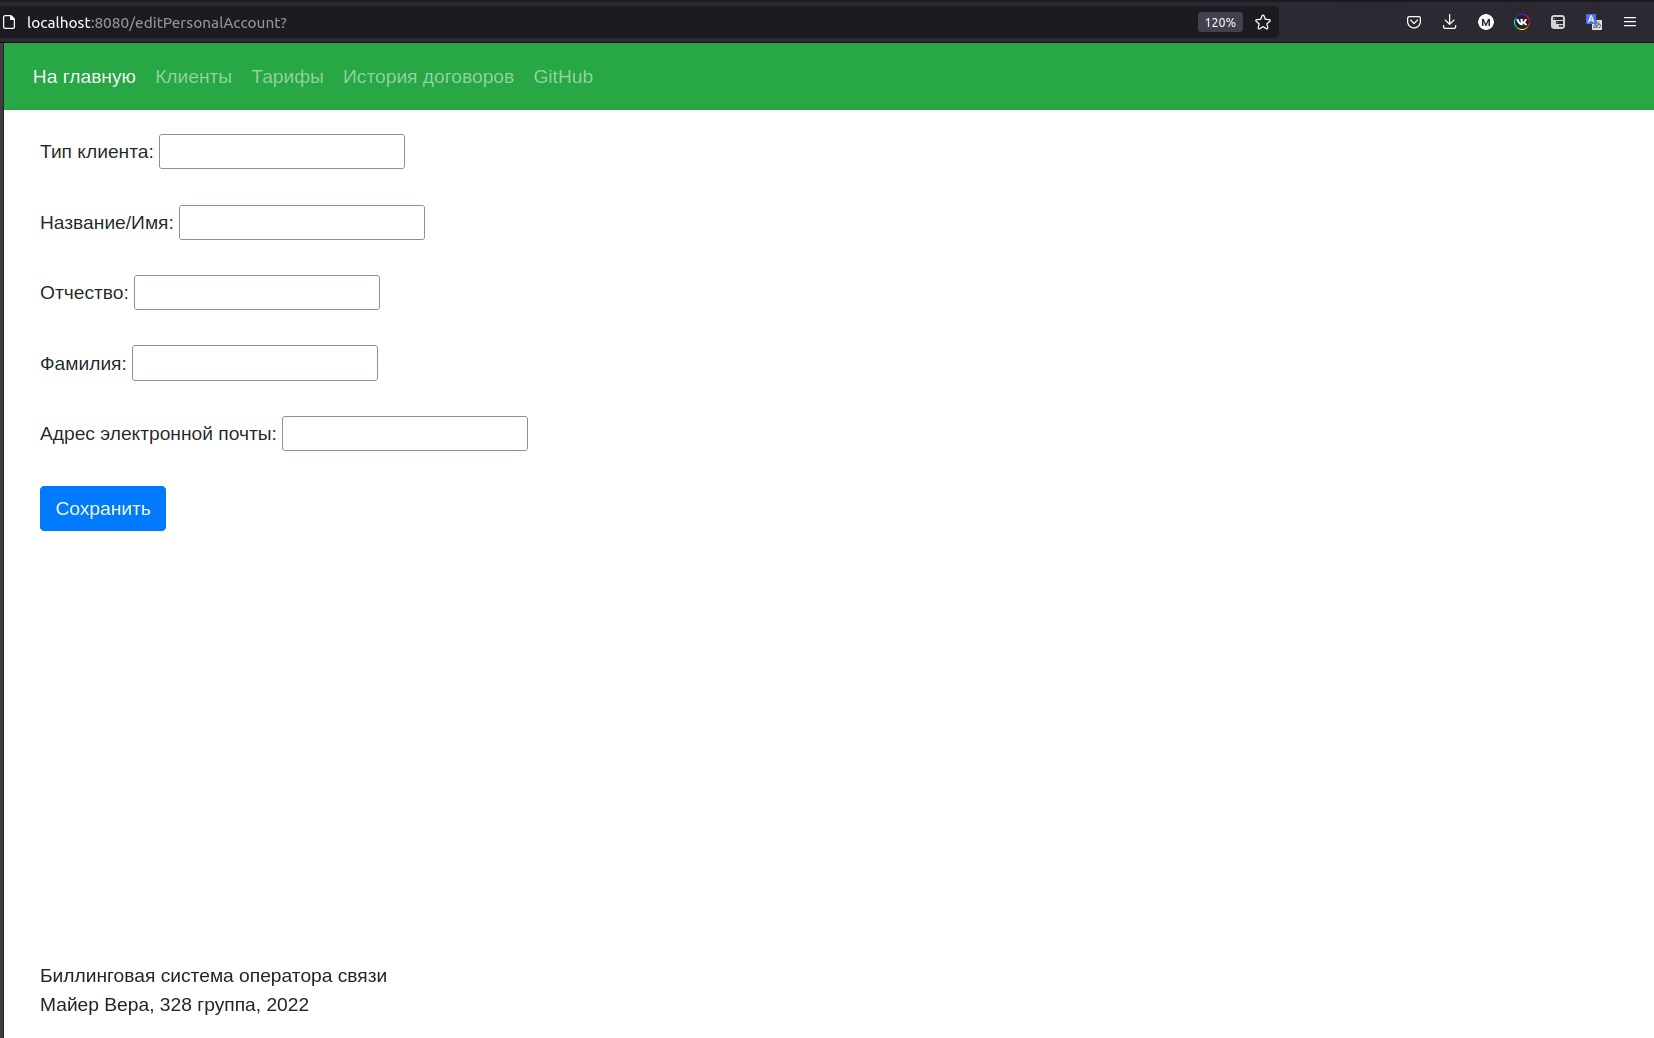 localhost:8080/editPersonalAccount?
120%
На главную Клиенты Тарифы История договоров GitHub
Тип клиента:
Название/Имя:
Отчество:
Фамилия:
Адрес электронной почты:
Сохранить
Биллинговая система оператора связи
Майер Вера, 328 группа, 2022